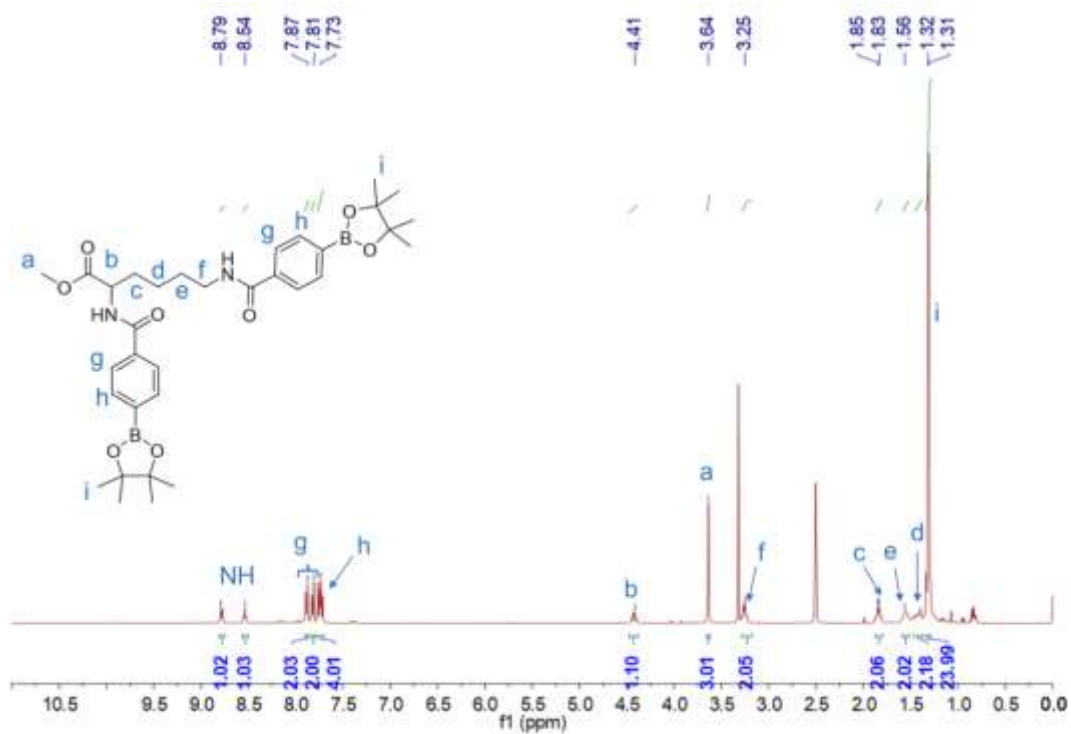 8.79
8.54
7.87
7.81
7.73
4.41
3.64
3.25
1.85
1.83
1.56
1.32
1.31
i
g
h
O
B
O
a
O
b
d
f
H
N
O
c
e
HN
O
O
g
h
B
O
O
i
i
a
g
h
NH
f
c
e
d
b
1.02
1.03
2.03
2.00
4.01
1.10
3.01
2.05
2.06
2.02
2.18
23.99
10.5 9.5 9.0 8.5 8.0 7.5 7.0 6.5 6.0 5.5 5.0 4.5 4.0 3.5 3.0 2.5 2.0 1.5 1.0 0.5 0.0
f1 (ppm)